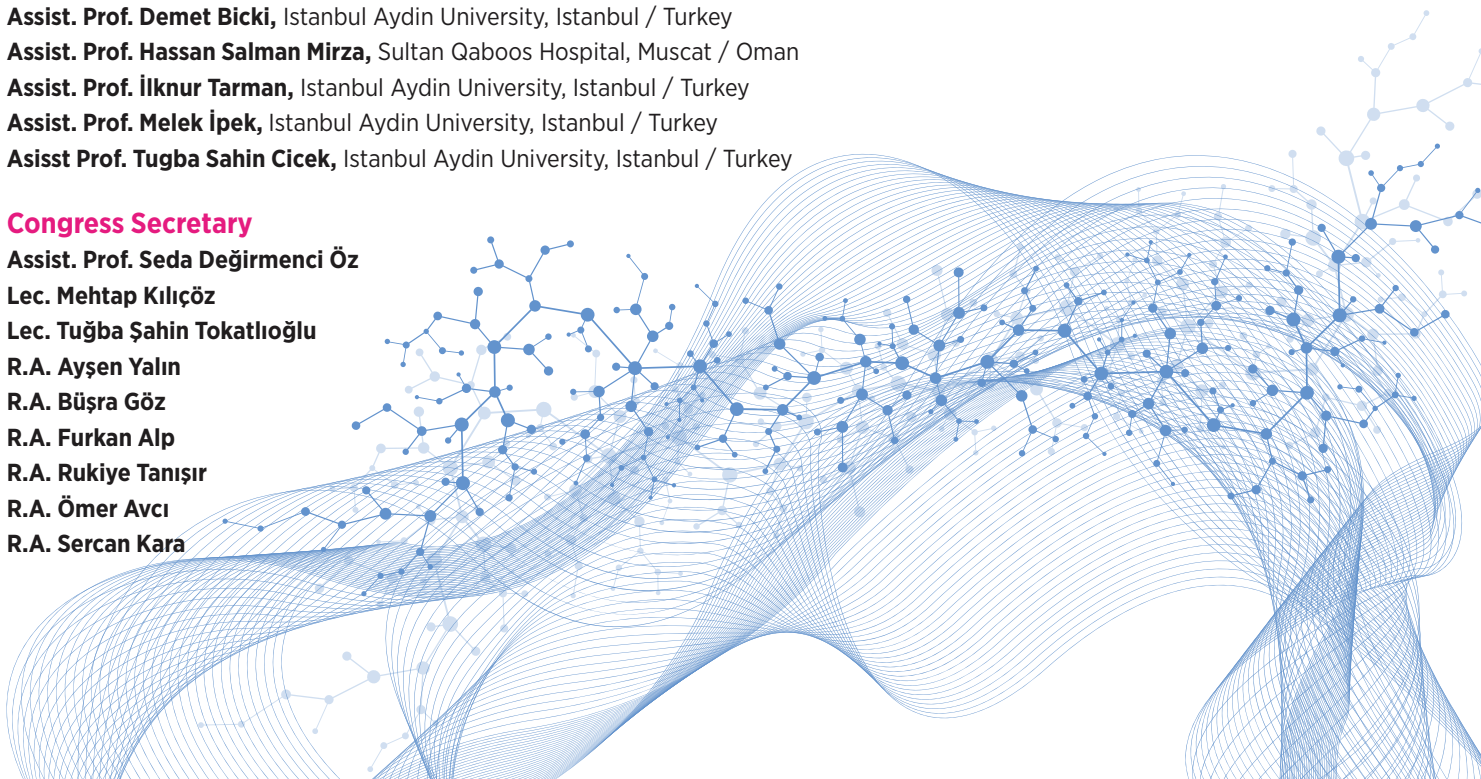 Assist. Prof. Demet Bicki, Istanbul Aydin University, Istanbul / Turkey
Assist. Prof. Hassan Salman Mirza, Sultan Qaboos Hospital, Muscat / Oman
Assist. Prof. İlknur Tarman, Istanbul Aydin University, Istanbul / Turkey
Assist. Prof. Melek İpek, Istanbul Aydin University, Istanbul / Turkey
Asisst Prof. Tugba Sahin Cicek, Istanbul Aydin University, Istanbul / Turkey
Congress Secretary
Assist. Prof. Seda Değirmenci Öz
Lec. Mehtap Kılıçöz
Lec. Tuğba Şahin Tokatlıoğlu
R.A. Ayşen Yalın
R.A. Büşra Göz
R.A. Furkan Alp
R.A. Rukiye Tanışır
R.A. Ömer Avcı
R.A. Sercan Kara